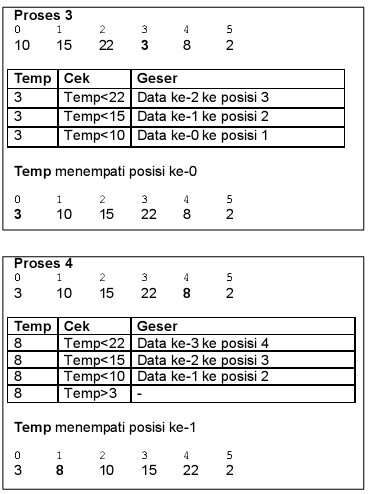 Proses 3
0 1 2 3 4 5
10 15 22 3 8 2
Temp Cek Geser
3 Temp<22 Data ke-2 ke posisi 3
3 Temp<15 Data ke-1 ke posisi 2
3 Temp<10 Data ke-0 ke posisi 1
Temp menempati posisi ke-0
0 1 2 3 4 5
3 10 15 22 8 2
Proses 4
0 1 2 3 4 5
3 10 15 22 8 2
Temp Cek Geser
8 Temp<22 Data ke-3 ke posisi 4
8 Temp<15 Data ke-2 ke posisi 3
8 Temp<10 Data ke-1 ke posisi 2
8 Temp>3 -
Temp menempati posisi ke-1
0 1 2 3 4 5
3 8 10 15 22 2